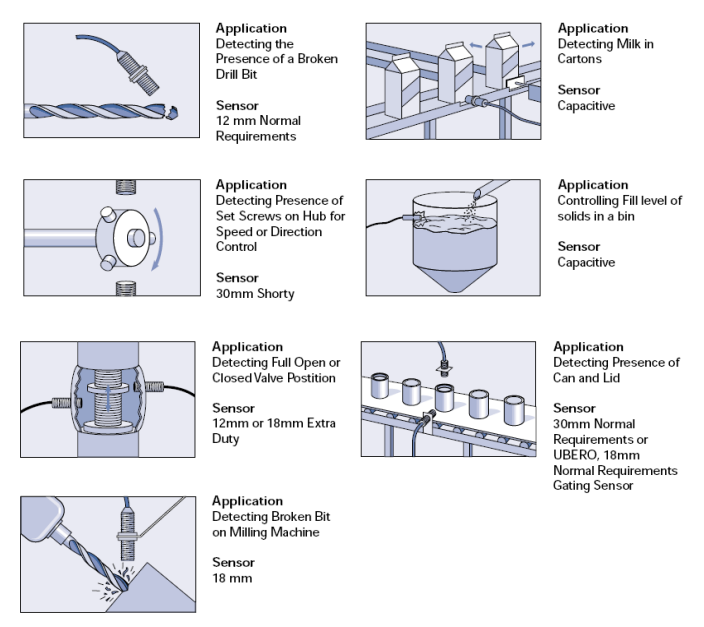 Application
Detecting the
Presence of a Broken
Drill Bit
Sensor
12 mm Normal
Requirements
Application
Detecting Milk in
Cartons
Sensor
Capacitive
Application
Detecting Presence of
Set Screws on Hub for
Speed or Direction
Control
Sensor
30mm Shorty
Application
Controlling Fill level of
solids in a bin
Sensor
Capacitive
Application
Detecting Full Open or
Closed Valve Postition
Sensor
12mm or 18mm Extra
Duty
Application
Detecting Presence of
Can and Lid
Sensor
30mm Normal
Requirements or
UBERO, 18mm
Normal Requirements
Gating Sensor
Application
Detecting Broken Bit
on Milling Machine
Sensor
18 mm